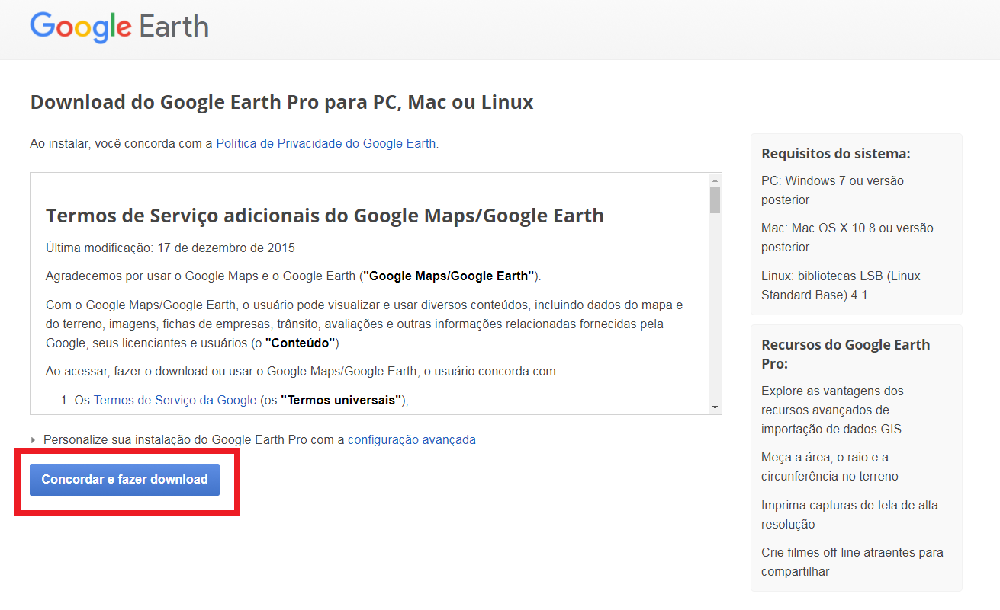 Google Earth
Download do Google Earth Pro para PC, Mac ou Linux
Ao instalar, você concorda com a Política de Privacidade do Google Earth.
Termos de Serviço adicionais do Google Maps/Google Earth
Última modificação: 17 de dezembro de 2015
Agradecemos por usar o Google Maps e o Google Earth ("Google Maps/Google Earth").
Com o Google Maps/Google Earth, o usuário pode visualizar e usar diversos conteúdos, incluindo dados do mapa e
do terreno, imagens, fichas de empresas, trânsito, avaliações e outras informações relacionadas fornecidas pela
Google, seus licenciantes e usuários (o "Conteúdo").
Ao acessar, fazer o download ou usar o Google Maps/Google Earth, o usuário concorda com:
1. Os Termos de Serviço da Google (os "Termos universais");
Personalize sua instalação do Google Earth Pro com a configuração avançada
Concordar e fazer download
Requisitos do sistema:
PC: Windows 7 ou versão
posterior
Mac: Mac OS X 10.8 ou versão
posterior
Linux: bibliotecas LSB (Linux
Standard Base) 4.1
Recursos do Google Earth
Pro:
Explore as vantagens dos
recursos avançados de
importação de dados GIS
Meça a área, o raio e a
circunferência no terreno
Imprima capturas de tela de alta
resolução
Crie filmes off-line atraentes para
compartilhar